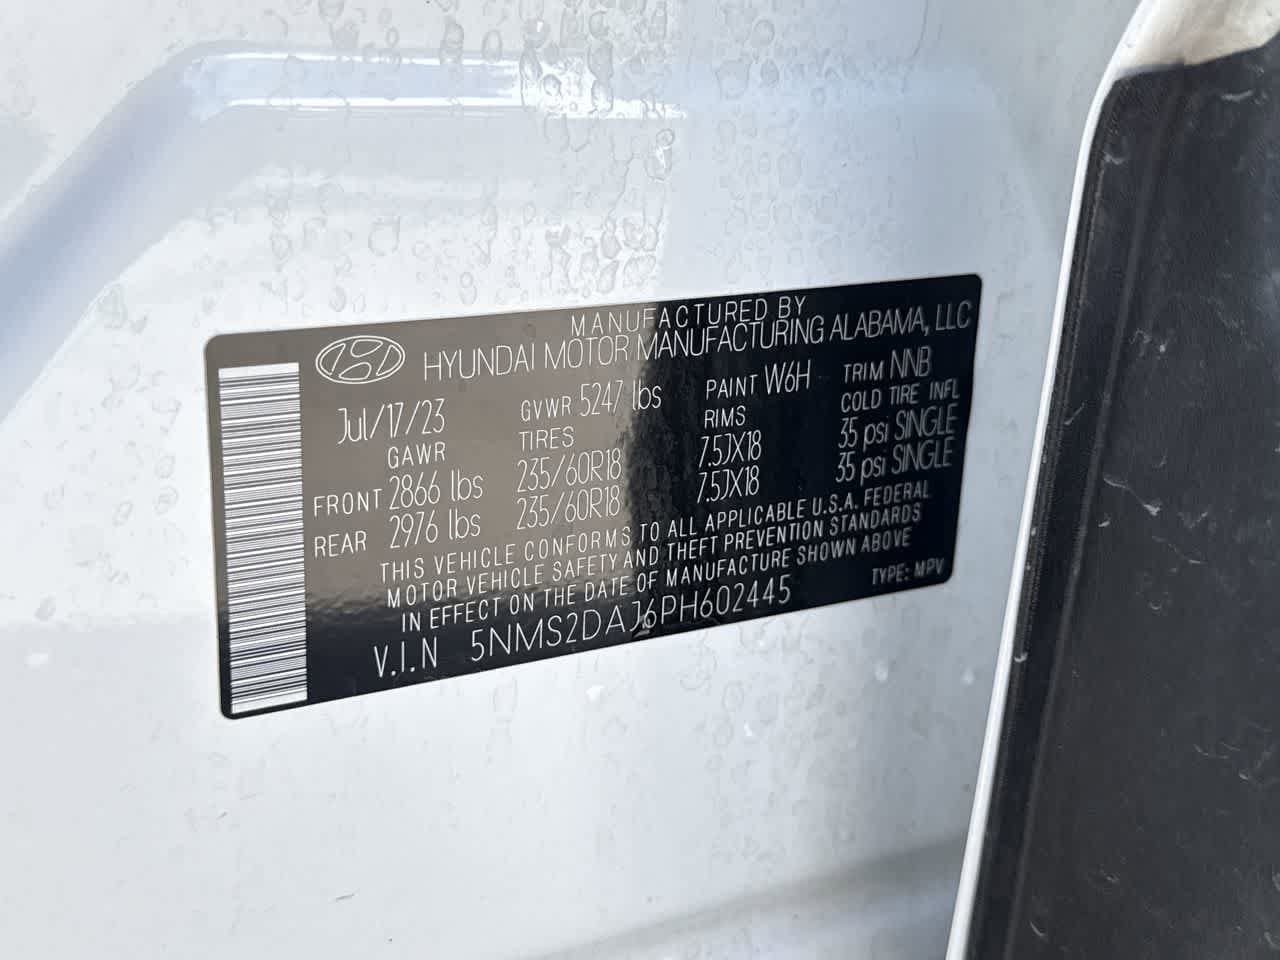 MANUFACTURED BY
HYUNDAI MOTOR MANUFACTURING ALABAMA, LLC
Jul/17/23 GVWR 5247 lbs PAINT W6H TRIM NNB
GAWR TIRES RIMS COLD TIRE INFL
FRONT 2866 lbs 235/60R18 7.5JX18 35 psi SINGLE
REAR 2976 lbs 235/60R18 7.5JX18 35 psi SINGLE
THIS VEHICLE CONFORMS TO ALL APPLICABLE U.S.A. FEDERAL
MOTOR VEHICLE SAFETY AND THEFT PREVENTION STANDARDS
IN EFFECT ON THE DATE OF MANUFACTURE SHOWN ABOVE
V.I.N 5NMS2DAJ6PH602445 TYPE: MPV